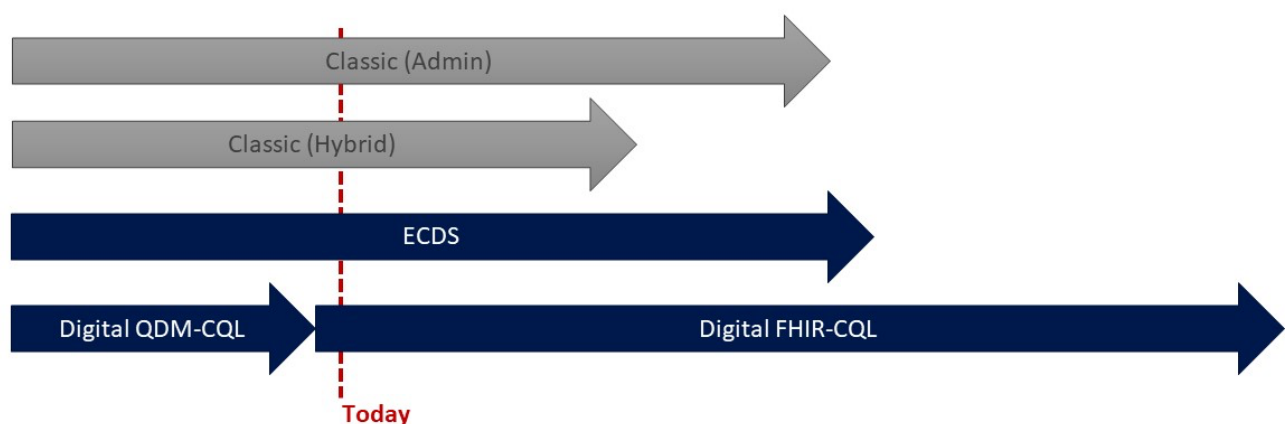 Classic (Admin)
Classic (Hybrid)
ECDS
Digital QDM-CQL
Digital FHIR-CQL
Today